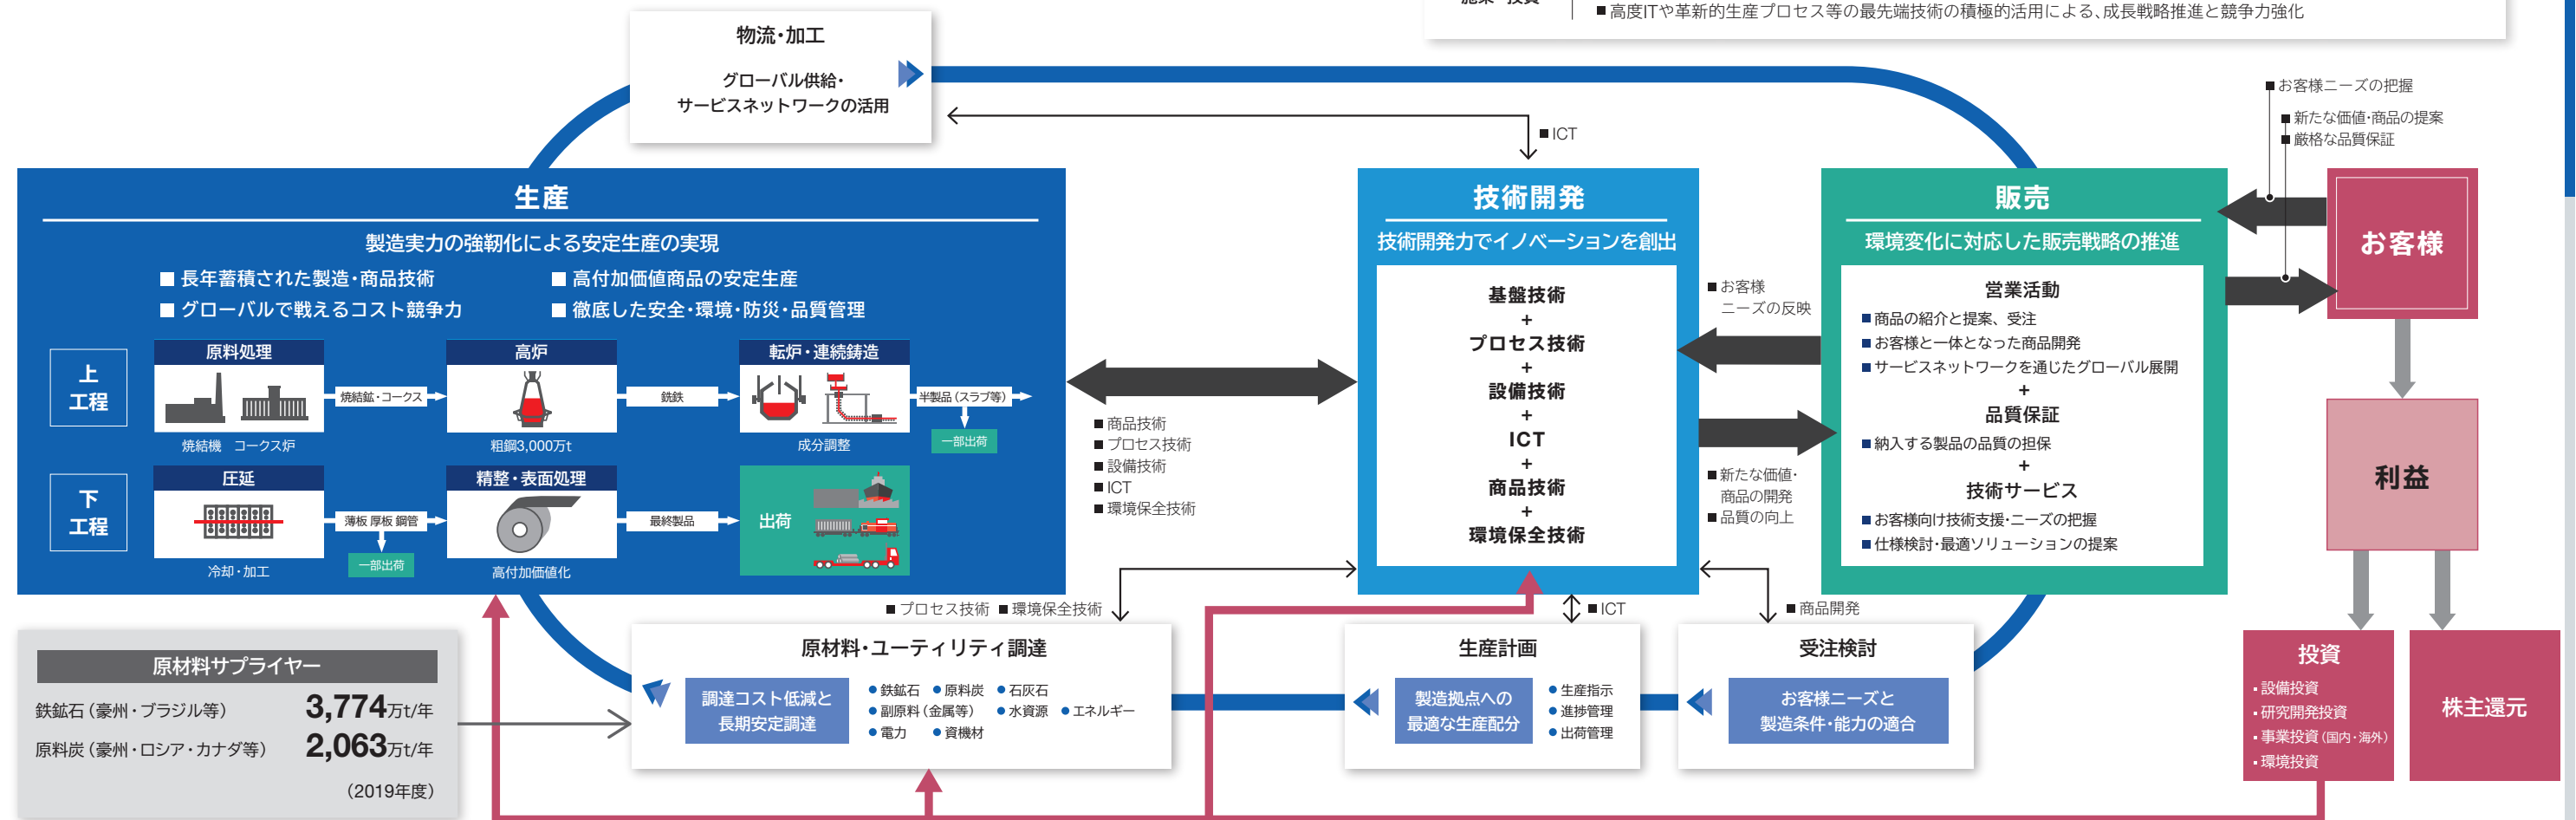 ■ 高度ITや革新的生産プロセス等の最先端技術の積極的活用による、成長戦略推進と競争力強化
物流・加工
グローバル供給・
サービスネットワークの活用
■ ICT
■ お客様ニーズの把握
■ 新たな価値・商品の提案
■ 厳格な品質保証
生産
製造実力の強靭化による安定生産の実現
■ 長年蓄積された製造・商品技術
■ 高付加価値商品の安定生産
■ グローバルで戦えるコスト競争力
■ 徹底した安全・環境・防災・品質管理
上
工程
原料処理
焼結機 コークス炉
焼結鉱・コークス
高炉
粗鋼3,000万t
銑鉄
転炉・連続鋳造
成分調整
半製品(スラブ等)
一部出荷
下
工程
圧延
冷却・加工
薄板 厚板 鋼管
一部出荷
精整・表面処理
高付加価値化
最終製品
出荷
■ 商品技術
■ プロセス技術
■ 設備技術
■ ICT
■ 環境保全技術
技術開発
技術開発力でイノベーションを創出
基盤技術
+
プロセス技術
+
設備技術
+
ICT
+
商品技術
+
環境保全技術
■ お客様
ニーズの反映
■ 新たな価値・
商品の開発
■ 品質の向上
販売
環境変化に対応した販売戦略の推進
営業活動
■ 商品の紹介と提案、受注
■ お客様と一体となった商品開発
■ サービスネットワークを通じたグローバル展開
+
品質保証
■ 納入する製品の品質の担保
+
技術サービス
■ お客様向け技術支援・ニーズの把握
■ 仕様検討・最適ソリューションの提案
お客様
利益
投資
・設備投資
・研究開発投資
・事業投資(国内・海外)
・環境投資
株主還元
■ プロセス技術 ■ 環境保全技術
■ ICT
■ 商品開発
原材料サプライヤー
鉄鉱石(豪州・ブラジル等) 3,774万t/年
原料炭(豪州・ロシア・カナダ等) 2,063万t/年
(2019年度)
原材料・ユーティリティ調達
調達コスト低減と
長期安定調達
● 鉄鉱石 ● 原料炭 ● 石灰石
● 副原料(金属等) ● 水資源 ● エネルギー
● 電力 ● 資機材
生産計画
製造拠点への
最適な生産配分
● 生産指示
● 進捗管理
● 出荷管理
受注検討
お客様ニーズと
製造条件・能力の適合